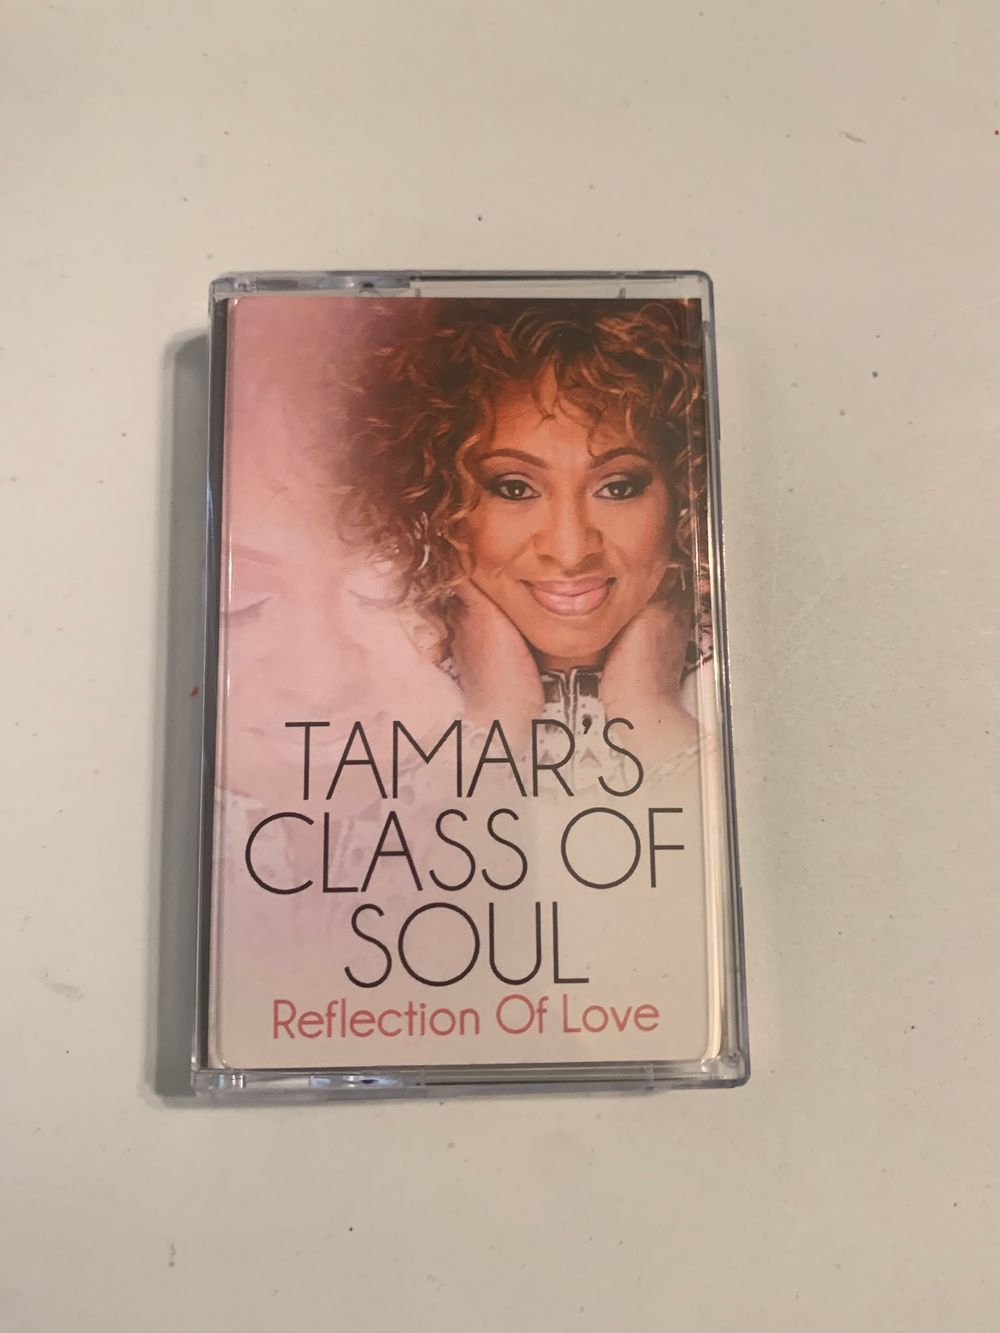 TAMAR'S
CLASS OF
SOUL
Reflection Of Love